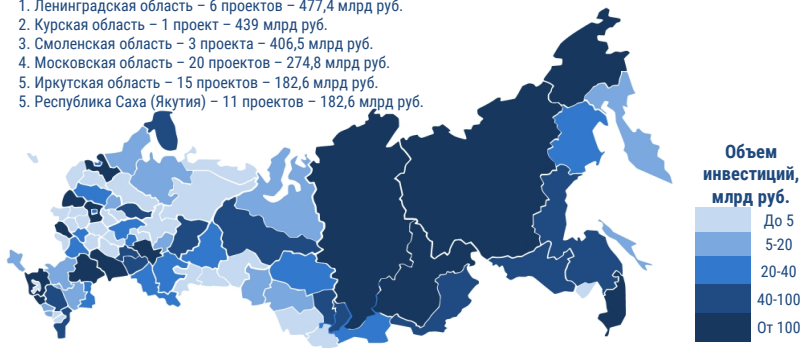 1. Ленинградская область – 6 проектов – 477,4 млрд руб.
2. Курская область – 1 проект – 439 млрд руб.
3. Смоленская область – 3 проекта – 406,5 млрд руб.
4. Московская область – 20 проектов – 274,8 млрд руб.
5. Иркутская область – 15 проектов – 182,6 млрд руб.
5. Республика Саха (Якутия) – 11 проектов – 182,6 млрд руб.
Объем
инвестиций,
млрд руб.
До 5
5-20
20-40
40-100
От 100